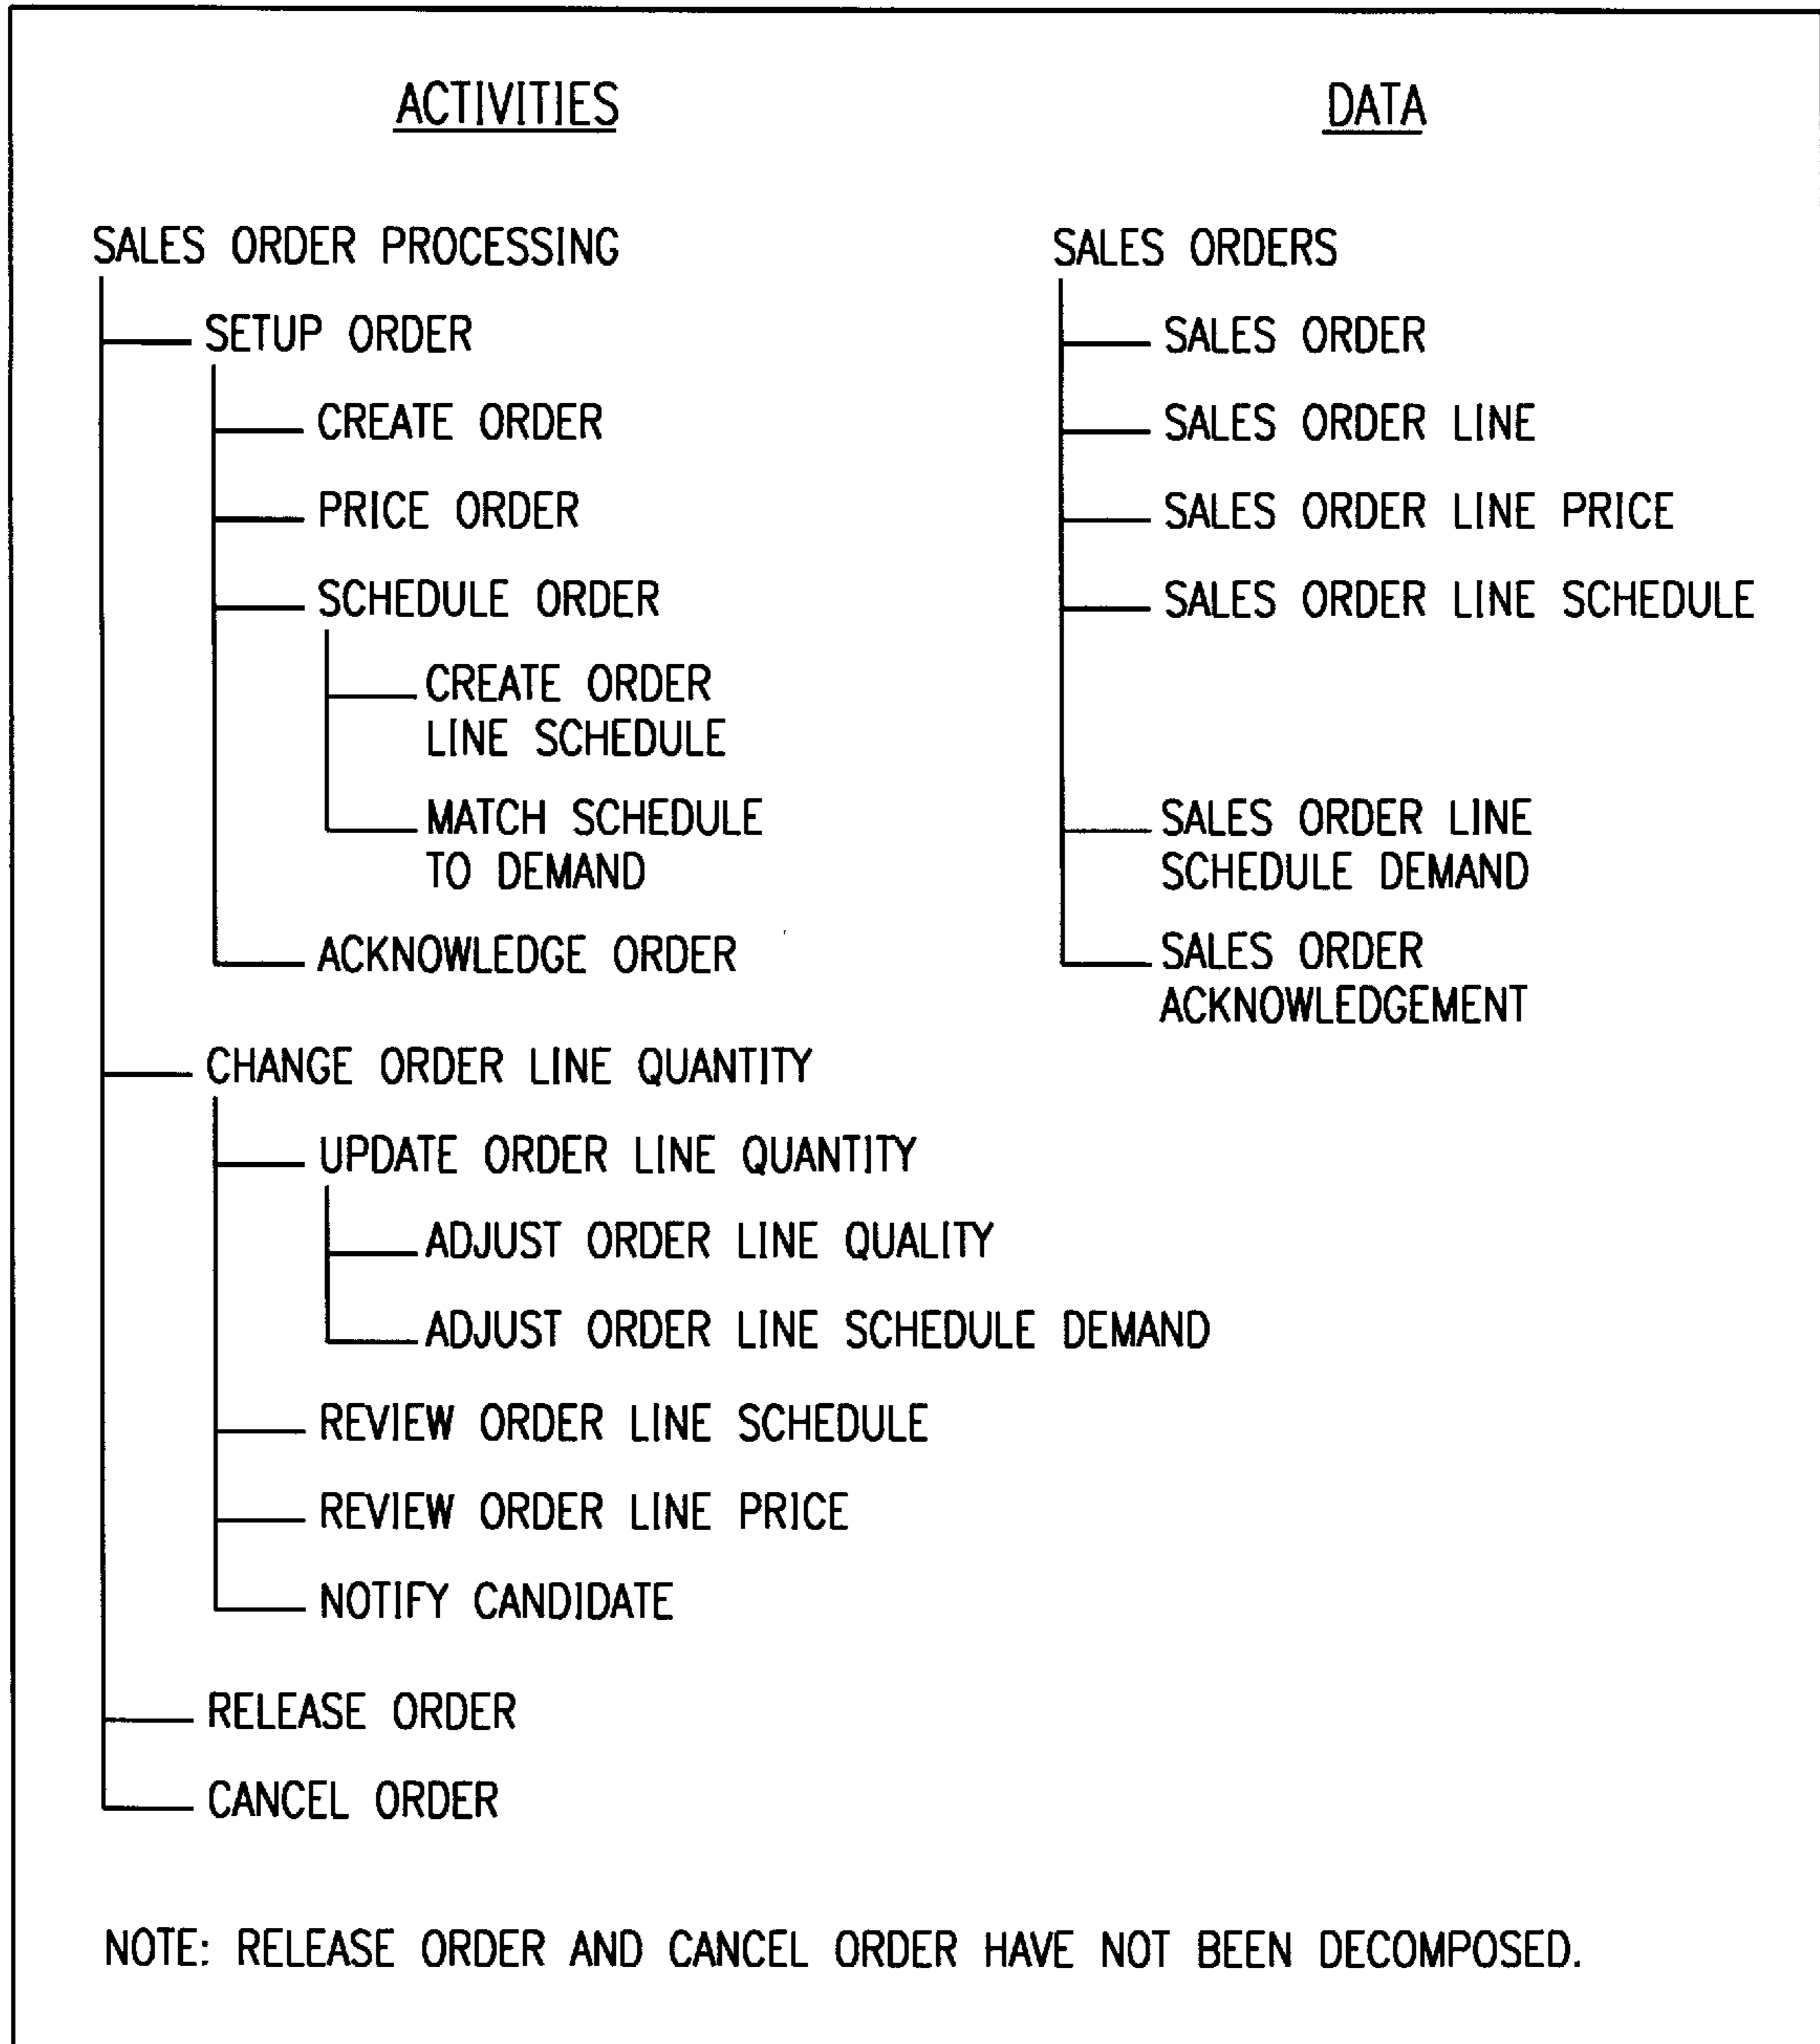 ACTIVITIES
SALES ORDER PROCESSING
SETUP ORDER
CREATE ORDER
PRICE ORDER
SCHEDULE ORDER
CREATE ORDER
LINE SCHEDULE
MATCH SCHEDULE
TO DEMAND
ACKNOWLEDGE ORDER
CHANGE ORDER LINE QUANTITY
UPDATE ORDER LINE QUANTITY
ADJUST ORDER LINE QUALITY
ADJUST ORDER LINE SCHEDULE DEMAND
REVIEW ORDER LINE SCHEDULE
REVIEW ORDER LINE PRICE
NOTIFY CANDIDATE
RELEASE ORDER
CANCEL ORDER
DATA
SALES ORDERS
SALES ORDER
SALES ORDER LINE
SALES ORDER LINE PRICE
SALES ORDER LINE SCHEDULE
SALES ORDER LINE
SCHEDULE DEMAND
SALES ORDER
ACKNOWLEDGEMENT
NOTE: RELEASE ORDER AND CANCEL ORDER HAVE NOT BEEN DECOMPOSED.